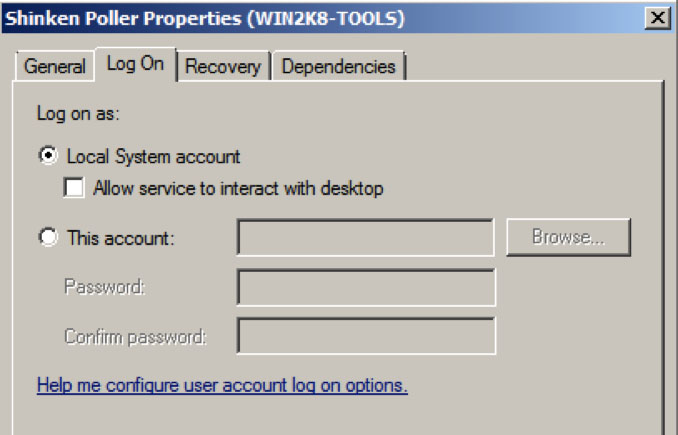 Shinken Poller Properties (WIN2K8-TOOLS)
General Log On Recovery Dependencies
Log on as:
Local System account
Allow service to interact with desktop
This account: Browse...
Password:
Confirm password:
Help me configure user account log on options.